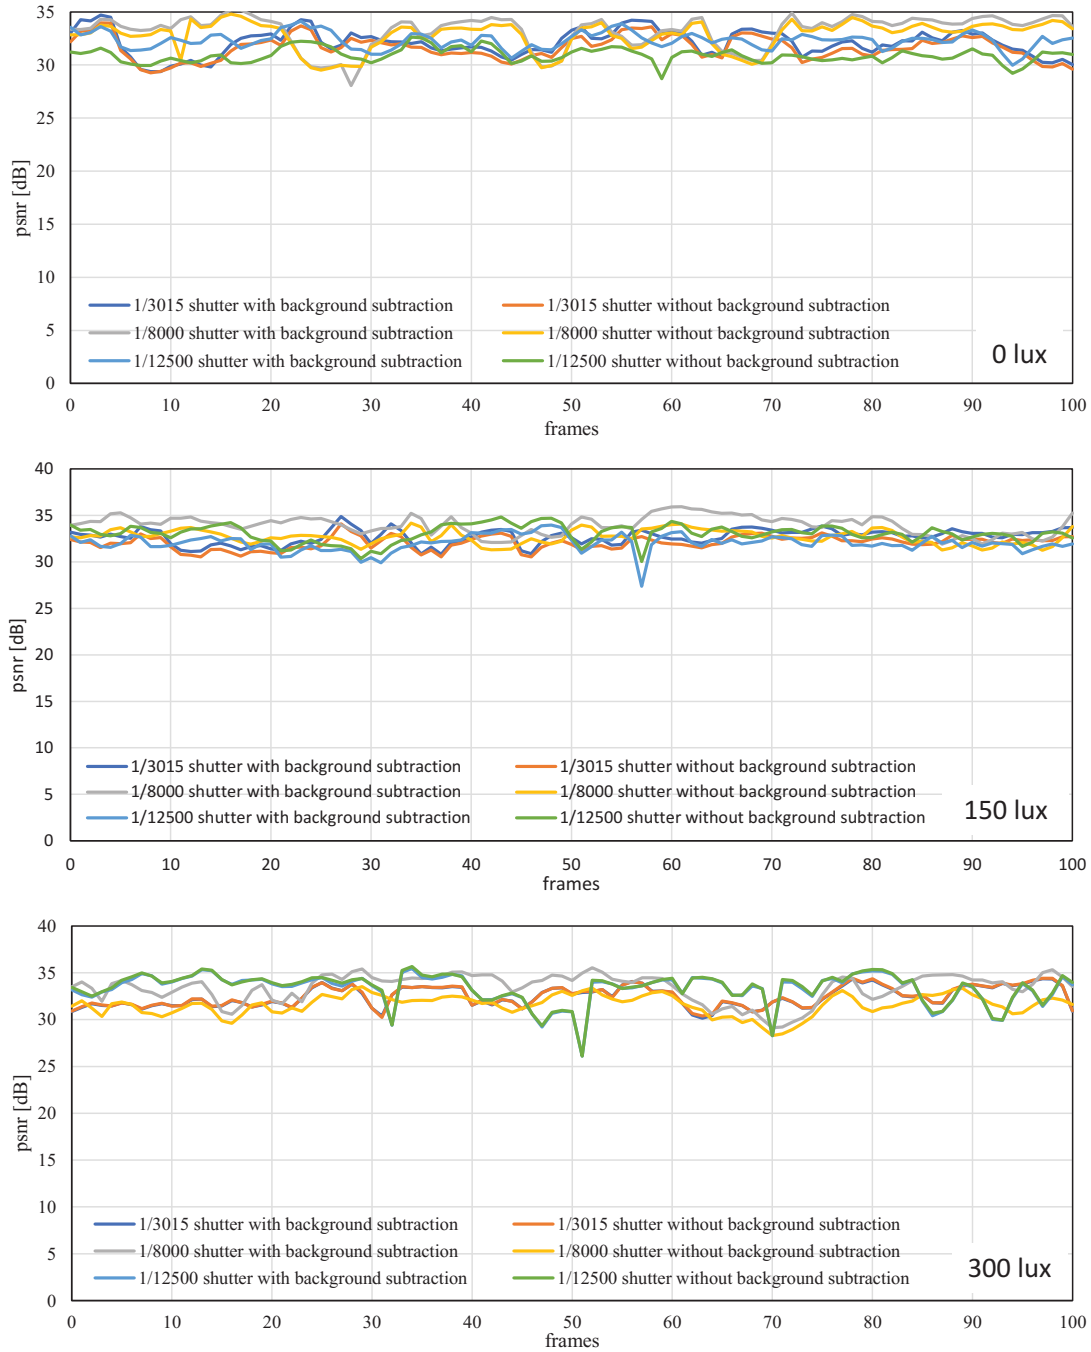 35
30
25
20
15
10
5
0
psnr [dB]
1/3015 shutter with background subtraction
1/3015 shutter without background subtraction
1/8000 shutter with background subtraction
1/8000 shutter without background subtraction
1/12500 shutter with background subtraction
1/12500 shutter without background subtraction
0 lux
0 10 20 30 40 50 60 70 80 90 100
frames
40
35
30
25
20
15
10
5
0
psnr [dB]
1/3015 shutter with background subtraction
1/3015 shutter without background subtraction
1/8000 shutter with background subtraction
1/8000 shutter without background subtraction
1/12500 shutter with background subtraction
1/12500 shutter without background subtraction
150 lux
0 10 20 30 40 50 60 70 80 90 100
frames
40
35
30
25
20
15
10
5
0
psnr [dB]
1/3015 shutter with background subtraction
1/3015 shutter without background subtraction
1/8000 shutter with background subtraction
1/8000 shutter without background subtraction
1/12500 shutter with background subtraction
1/12500 shutter without background subtraction
300 lux
0 10 20 30 40 50 60 70 80 90 100
frames